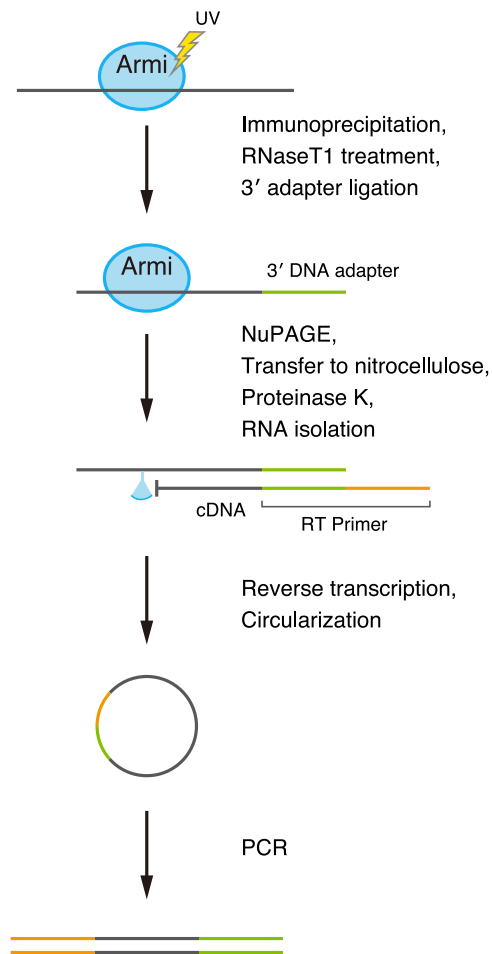 UV
Armi
Immunoprecipitation,
RNaseT1 treatment,
3′ adapter ligation
Armi
3′ DNA adapter
NuPAGE,
Transfer to nitrocellulose,
Proteinase K,
RNA isolation
cDNA
RT Primer
Reverse transcription,
Circularization
PCR